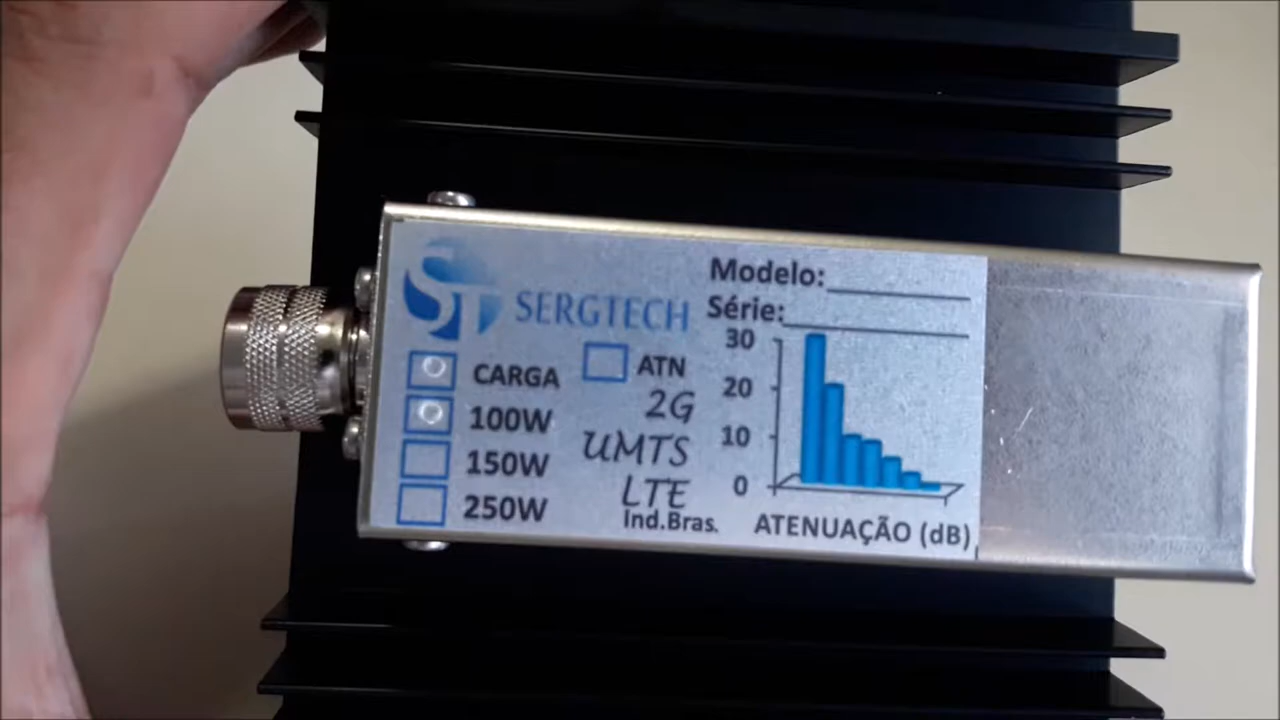 ST SERGTECH
Modelo:
Série:
CARGA
ATN
100W
2G
150W
UMTS
250W
LTE
Ind.Bras.
30
20
10
0
ATENUAÇÃO (dB)